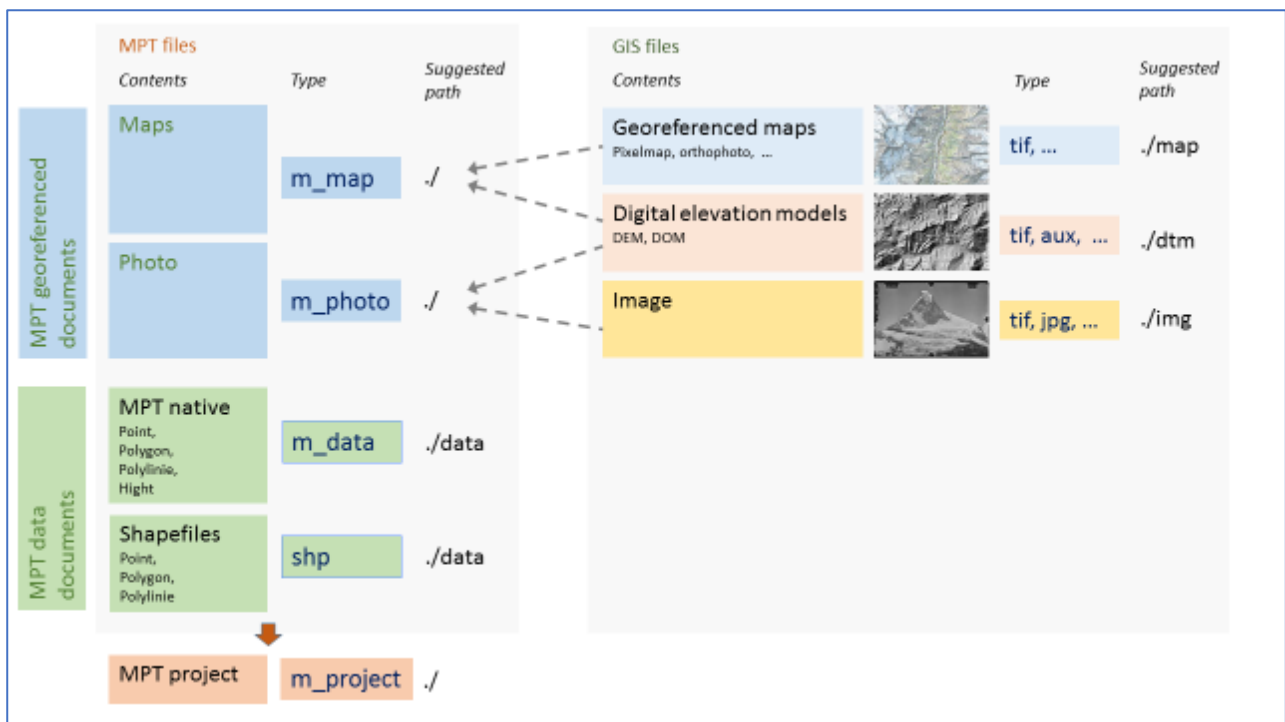 MPT files
Contents
Type
Suggested
path
Maps
m_map
./
Photo
m_photo
./
MPT georeferenced
documents
MPT native
Point,
Polygon,
Polylinie,
Hight
m_data
./data
Shapefiles
Point,
Polygon,
Polylinie
shp
./data
MPT data
documents
MPT project
m_project
./
GIS files
Contents
Type
Suggested
path
Georeferenced maps
Pixelmap, orthophoto, ...
tif, ...
./map
Digital elevation models
DEM, DOM
tif, aux, ...
./dtm
Image
tif, jpg, ...
./img